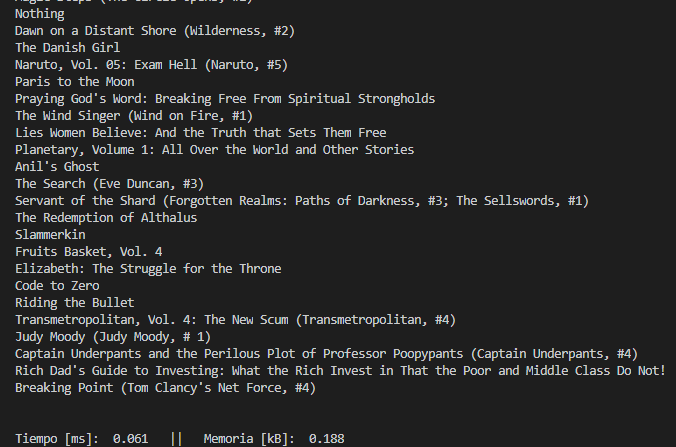 Nothing
Dawn on a Distant Shore (Wilderness, #2)
The Danish Girl
Naruto, Vol. 05: Exam Hell (Naruto, #5)
Paris to the Moon
Praying God's Word: Breaking Free From Spiritual Strongholds
The Wind Singer (Wind on Fire, #1)
Lies Women Believe: And the Truth that Sets Them Free
Planetary, Volume 1: All Over the World and Other Stories
Anil's Ghost
The Search (Eve Duncan, #3)
Servant of the Shard (Forgotten Realms: Paths of Darkness, #3; The Sellswords, #1)
The Redemption of Althalus
Slammerkin
Fruits Basket, Vol. 4
Elizabeth: The Struggle for the Throne
Code to Zero
Riding the Bullet
Transmetropolitan, Vol. 4: The New Scum (Transmetropolitan, #4)
Judy Moody (Judy Moody, # 1)
Captain Underpants and the Perilous Plot of Professor Poopypants (Captain Underpants, #4)
Rich Dad's Guide to Investing: What the Rich Invest in That the Poor and Middle Class Do Not!
Breaking Point (Tom Clancy's Net Force, #4)
Tiempo [ms]: 0.061 || Memoria [kB]: 0.188